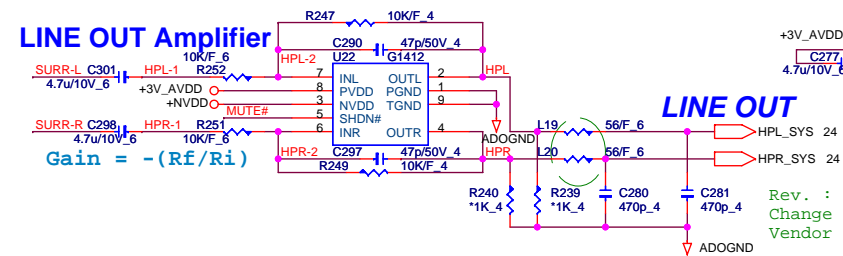 LINE OUT Amplifier
R247 10K/F_4
C290 47p/50V_4
10K/F_6 HPL-2 U22 G1412
SURR-L C301 HPL-1 R252
4.7u/10V_6
+3V_AVDD
+NVDD
MUTE#
7 INL OUTL 2 HPL
8 PVDD PGND 1
3 NVDD TGND 9
5 SHDN#
6 INR OUTR 4
SURR-R C298 HPR-1 R251
4.7u/10V_6 10K/F_6
ADOGND
HPR-2 C297 47p/50V_4 HPR
R249 10K/F_4
Gain = -(Rf/Ri)
+3V_AVDD
C277
4.7u/10V_6
LINE OUT
L19 56/F_6 HPL_SYS 24
L20 56/F_6 HPR_SYS 24
R240 *1K_4
R239 *1K_4
C280 470p_4
C281 470p_4
ADOGND
Rev. :
Change
Vendor